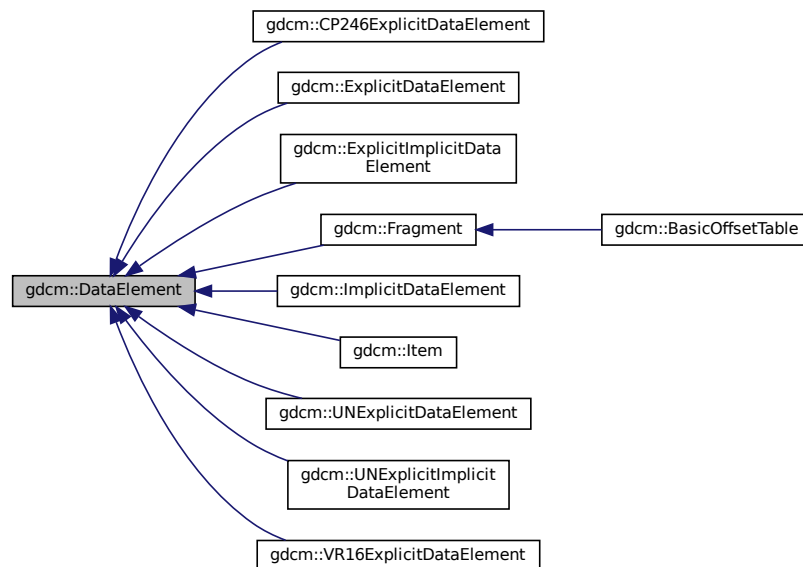 gdcm::CP246ExplicitDataElement
gdcm::ExplicitDataElement
gdcm::ExplicitImplicitData
Element
gdcm::Fragment
gdcm::BasicOffsetTable
gdcm::DataElement
gdcm::ImplicitDataElement
gdcm::Item
gdcm::UNExplicitDataElement
gdcm::UNExplicitImplicit
DataElement
gdcm::VR16ExplicitDataElement